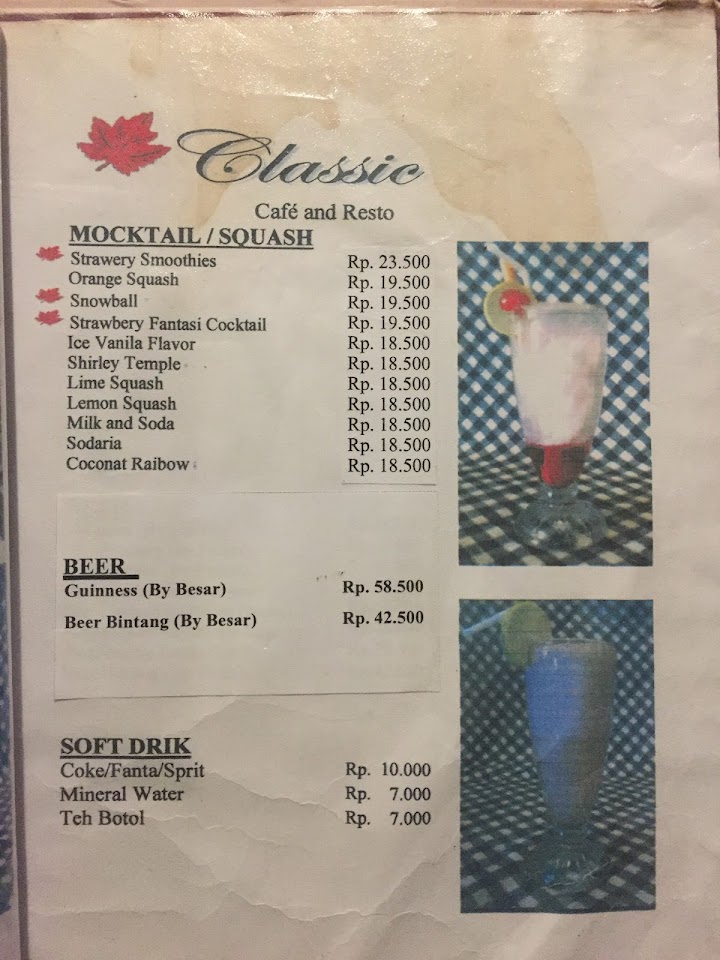 Classic
Café and Resto
MOCKTAIL / SQUASH
Strawery Smoothies Rp. 23.500
Orange Squash Rp. 19.500
Snowball Rp. 19.500
Strawbery Fantasi Cocktail Rp. 19.500
Ice Vanila Flavor Rp. 18.500
Shirley Temple Rp. 18.500
Lime Squash Rp. 18.500
Lemon Squash Rp. 18.500
Milk and Soda Rp. 18.500
Sodaria Rp. 18.500
Coconat Raibow Rp. 18.500
BEER
Guinness (By Besar) Rp. 58.500
Beer Bintang (By Besar) Rp. 42.500
SOFT DRIK
Coke/Fanta/Sprit Rp. 10.000
Mineral Water Rp. 7.000
Teh Botol Rp. 7.000